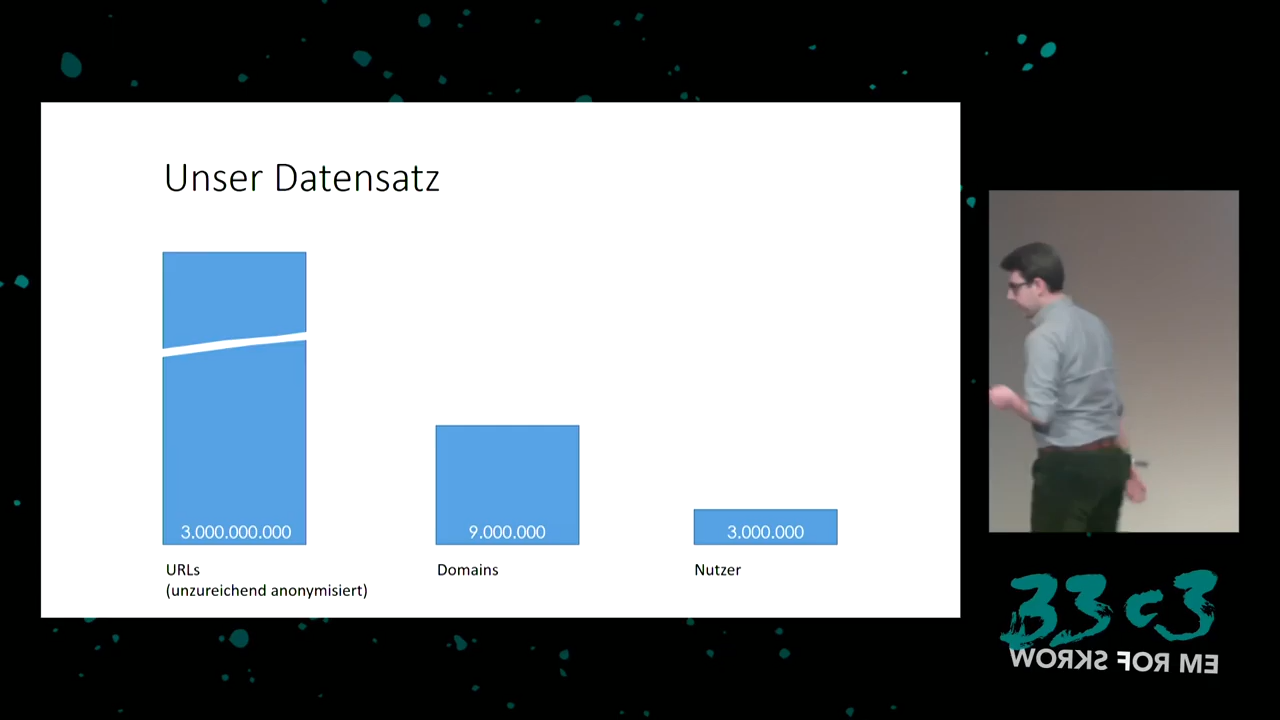 Unser Datensatz
3.000.000.000
9.000.000
3.000.000
URLs
(unzureichend anonymisiert)
Domains
Nutzer
33c3
WORKS FOR ME